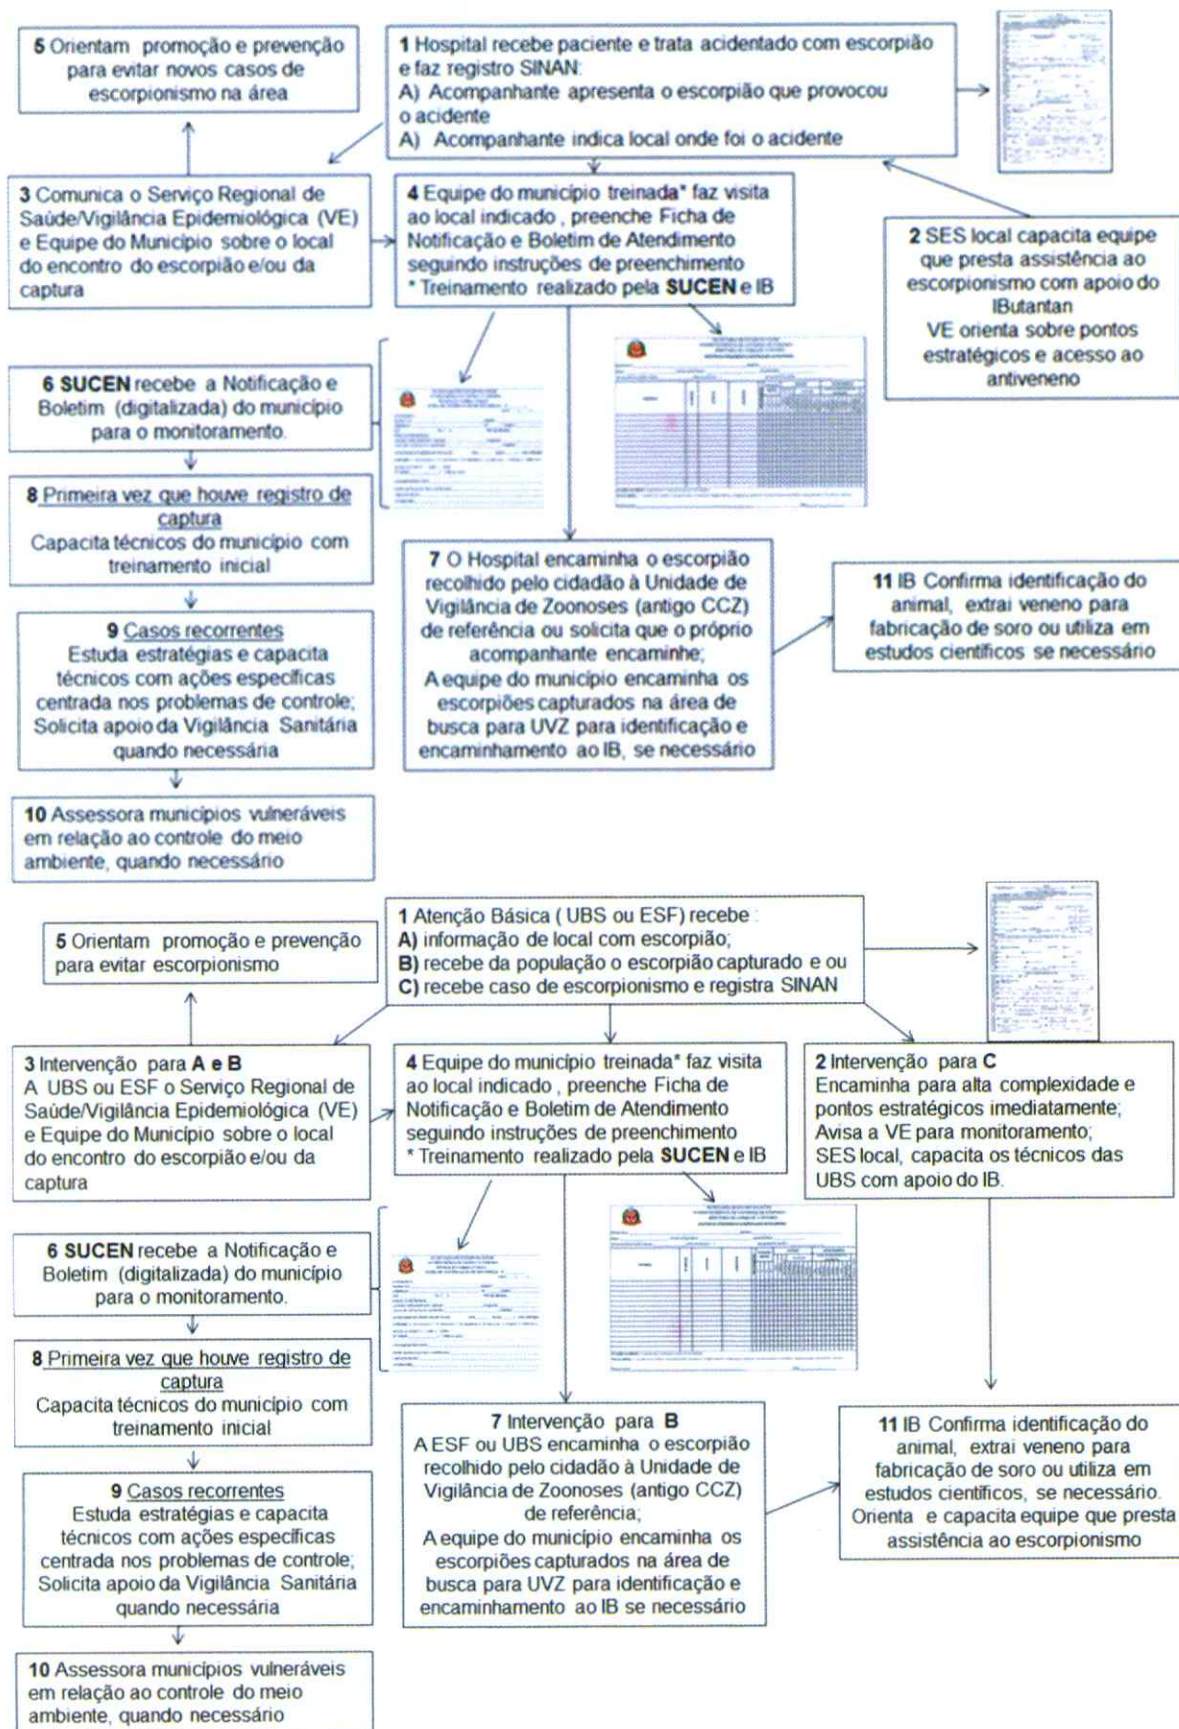 5 Orientam promoção e prevenção
para evitar novos casos de
escorpionismo na área
1 Hospital recebe paciente e trata acidentado com escorpião
e faz registro SINAN:
A) Acompanhante apresenta o escorpião que provocou
o acidente
A) Acompanhante indica local onde foi o acidente
3 Comunica o Serviço Regional de
Saúde/Vigilância Epidemiológica (VE)
e Equipe do Município sobre o local
do encontro do escorpião e/ou da
captura
4 Equipe do município treinada* faz visita
ao local indicado , preenche Ficha de
Notificação e Boletim de Atendimento
seguindo instruções de preenchimento
* Treinamento realizado pela SUCEN e IB
2 SES local capacita equipe
que presta assistência ao
escorpionismo com apoio do
IButantan
VE orienta sobre pontos
estratégicos e acesso ao
antiveneno
6 SUCEN recebe a Notificação e
Boletim (digitalizada) do município
para o monitoramento.
8 Primeira vez que houve registro de
captura
Capacita técnicos do município com
treinamento inicial
7 O Hospital encaminha o escorpião
recolhido pelo cidadão à Unidade de
Vigilância de Zoonoses (antigo CCZ)
de referência ou solicita que o próprio
acompanhante encaminhe;
A equipe do município encaminha os
escorpiões capturados na área de
busca para UVZ para identificação e
encaminhamento ao IB, se necessário
11 IB Confirma identificação do
animal, extrai veneno para
fabricação de soro ou utiliza em
estudos científicos se necessário
9 Casos recorrentes
Estuda estratégias e capacita
técnicos com ações específicas
centrada nos problemas de controle;
Solicita apoio da Vigilância Sanitária
quando necessária
10 Assessora municípios vulneráveis
em relação ao controle do meio
ambiente, quando necessário
1 Atenção Básica ( UBS ou ESF) recebe :
A) informação de local com escorpião;
B) recebe da população o escorpião capturado e ou
C) recebe caso de escorpionismo e registra SINAN
5 Orientam promoção e prevenção
para evitar escorpionismo
3 Intervenção para A e B
A UBS ou ESF o Serviço Regional de
Saúde/Vigilância Epidemiológica (VE)
e Equipe do Município sobre o local
do encontro do escorpião e/ou da
captura
4 Equipe do município treinada* faz visita
ao local indicado , preenche Ficha de
Notificação e Boletim de Atendimento
seguindo instruções de preenchimento
* Treinamento realizado pela SUCEN e IB
2 Intervenção para C
Encaminha para alta complexidade e
pontos estratégicos imediatamente;
Avisa a VE para monitoramento;
SES local, capacita os técnicos das
UBS com apoio do IB.
6 SUCEN recebe a Notificação e
Boletim (digitalizada) do município
para o monitoramento.
8 Primeira vez que houve registro de
captura
Capacita técnicos do município com
treinamento inicial
7 Intervenção para B
A ESF ou UBS encaminha o escorpião
recolhido pelo cidadão à Unidade de
Vigilância de Zoonoses (antigo CCZ)
de referência;
A equipe do município encaminha os
escorpiões capturados na área de
busca para UVZ para identificação e
encaminhamento ao IB se necessário
11 IB Confirma identificação do
animal, extrai veneno para
fabricação de soro ou utiliza em
estudos científicos, se necessário.
Orienta e capacita equipe que presta
assistência ao escorpionismo
9 Casos recorrentes
Estuda estratégias e capacita
técnicos com ações específicas
centrada nos problemas de controle;
Solicita apoio da Vigilância Sanitária
quando necessária
10 Assessora municípios vulneráveis
em relação ao controle do meio
ambiente, quando necessário